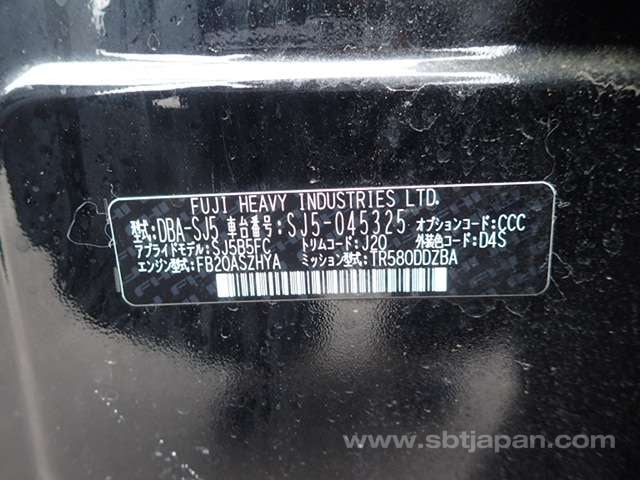 FUJI HEAVY INDUSTRIES LTD.
型式:DBA-SJ5 車台番号:SJ5-045325 オプションコード:CCC
アプライドモデル:SJ5B5FC トリムコード:J20 外装色コード:D4S
エンジン型式:FB20ASZHYA ミッション型式:TR580DDZBA
www.sbtjapan.com